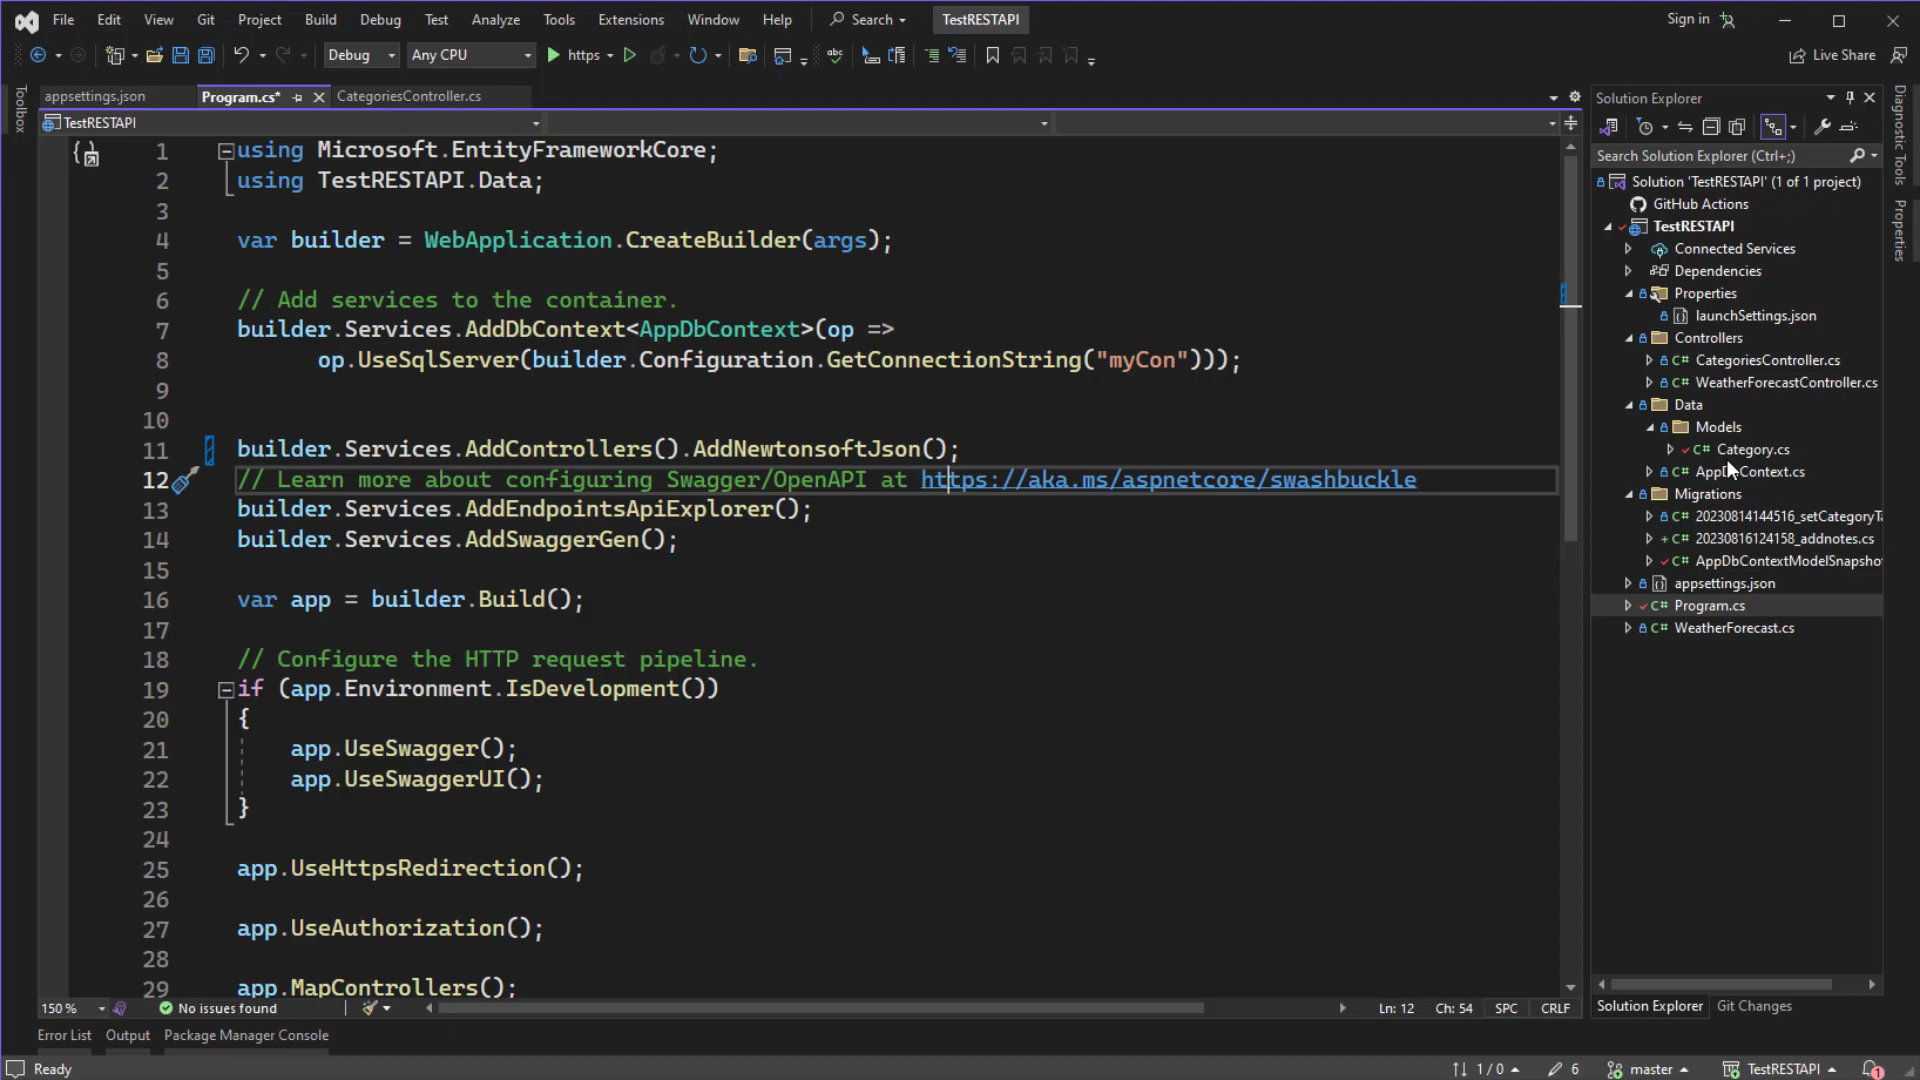 File Edit View Git Project Build Debug Test Analyze Tools Extensions Window Help Search TestRESTAPI Sign in
Debug Any CPU https Live Share
Toolbox
appsettings.json Program.cs* CategoriesController.cs
TestRESTAPI
1 using Microsoft.EntityFrameworkCore;
2 using TestRESTAPI.Data;
3
4 var builder = WebApplication.CreateBuilder(args);
5
6 // Add services to the container.
7 builder.Services.AddDbContext<AppDbContext>(op =>
8 op.UseSqlServer(builder.Configuration.GetConnectionString("myCon")));
9
10
11 builder.Services.AddControllers().AddNewtonsoftJson();
12 // Learn more about configuring Swagger/OpenAPI at https://aka.ms/aspnetcore/swashbuckle
13 builder.Services.AddEndpointsApiExplorer();
14 builder.Services.AddSwaggerGen();
15
16 var app = builder.Build();
17
18 // Configure the HTTP request pipeline.
19 if (app.Environment.IsDevelopment())
20 {
21 app.UseSwagger();
22 app.UseSwaggerUI();
23 }
24
25 app.UseHttpsRedirection();
26
27 app.UseAuthorization();
28
29 app.MapControllers();
150 % No issues found Ln: 12 Ch: 54 SPC CRLF
Error List Output Package Manager Console
Solution Explorer
Search Solution Explorer (Ctrl+;)
Solution 'TestRESTAPI' (1 of 1 project)
GitHub Actions
TestRESTAPI
Connected Services
Dependencies
Properties
launchSettings.json
Controllers
CategoriesController.cs
WeatherForecastController.cs
Data
Models
Category.cs
AppDbContext.cs
Migrations
20230814144516_setCategoryTa
20230816124158_addnotes.cs
AppDbContextModelSnapshot
appsettings.json
Program.cs
WeatherForecast.cs
Solution Explorer Git Changes
Diagnostic Tools
Properties
Ready 1 / 0 6 master TestRESTAPI 1